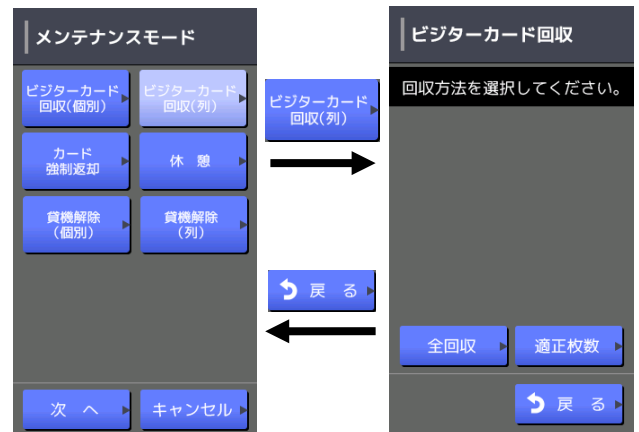 メンテナンスモード
ビジターカード
回収(個別)
ビジターカード
回収(列)
カード
強制返却
休 憩
貸機解除
(個別)
貸機解除
(列)
次 へ
キャンセル
ビジターカード
回収(列)
戻 る
ビジターカード回収
回収方法を選択してください。
全回収
適正枚数
戻 る